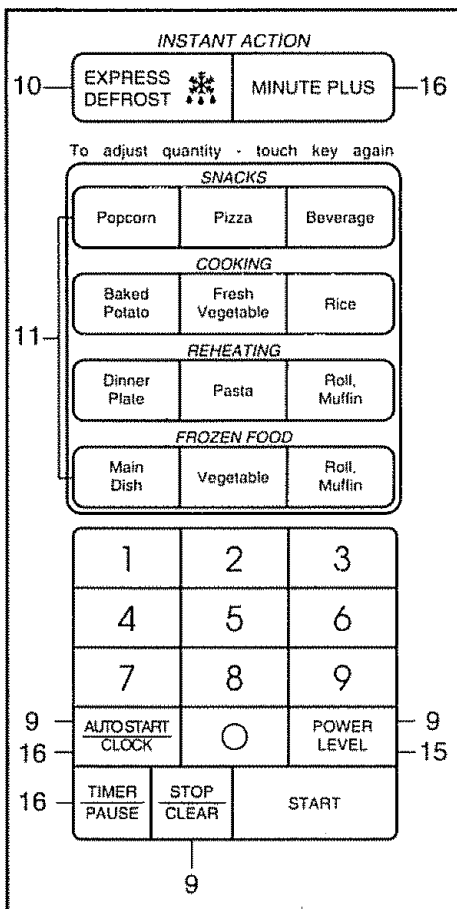 INSTANT ACTION
10 EXPRESS DEFROST MINUTE PLUS 16
To adjust quantity - touch key again
SNACKS
Popcorn Pizza Beverage
COOKING
Baked Potato Fresh Vegetable Rice
11
REHEATING
Dinner Plate Pasta Roll, Muffin
FROZEN FOOD
Main Dish Vegetable Roll, Muffin
1 2 3
4 5 6
7 8 9
9 AUTO START 0 POWER 9
16 CLOCK LEVEL 15
16 TIMER STOP START
PAUSE CLEAR
9